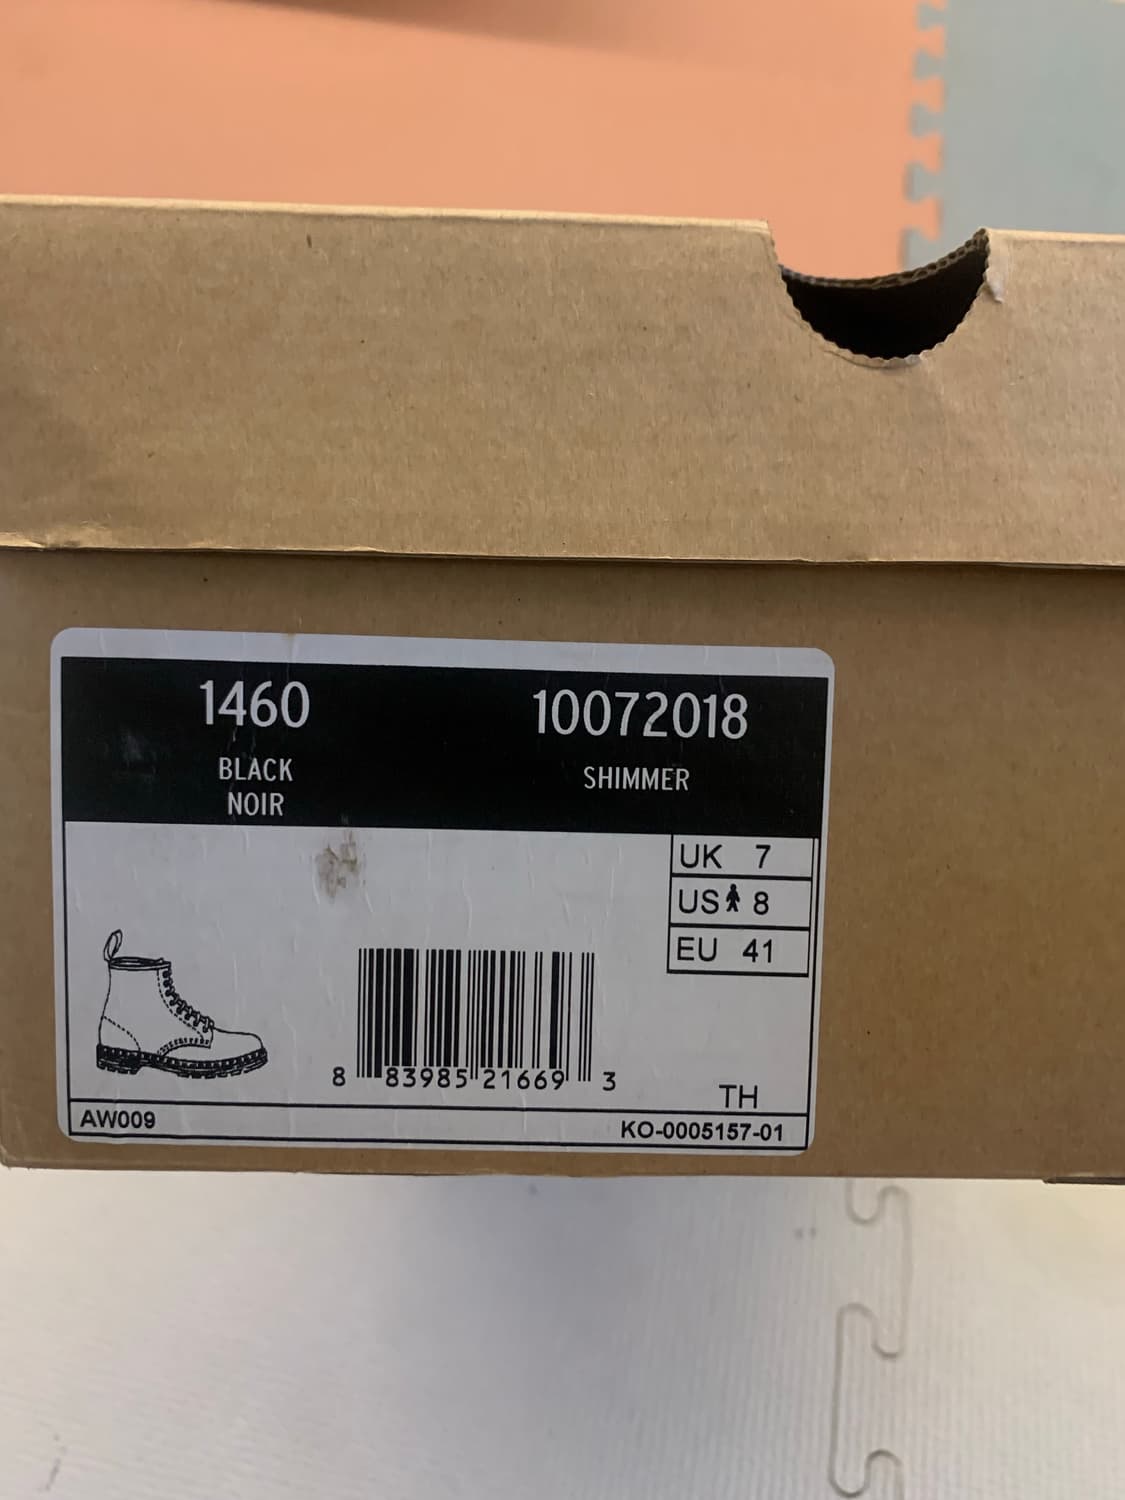 1460
10072018
BLACK
NOIR
SHIMMER
UK 7
US 8
EU 41
8 83985 21669 3
TH
AW009
KO-0005157-01